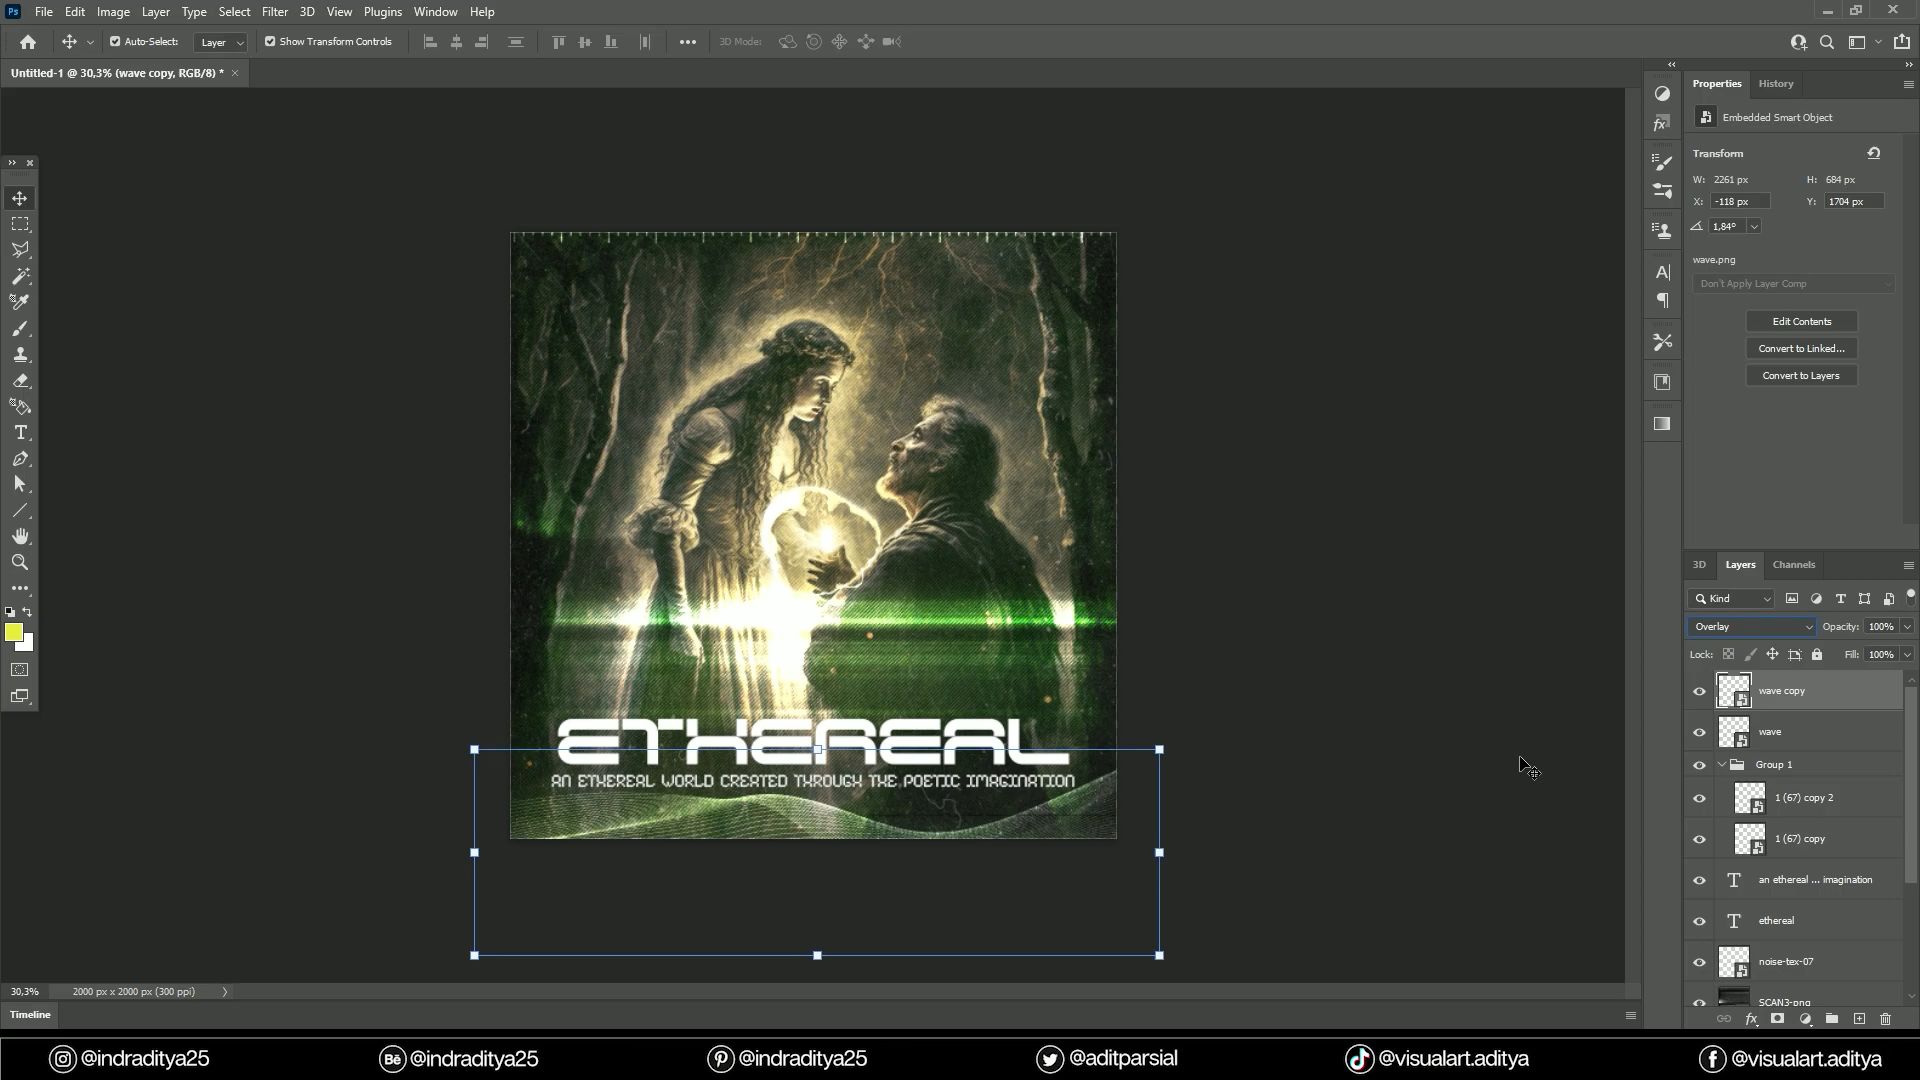 Ps File Edit Image Layer Type Select Filter 3D View Plugins Window Help
Auto-Select: Layer Show Transform Controls 3D Mode:
Untitled-1 @ 30,3% (wave copy, RGB/8) *
Properties History
Embedded Smart Object
Transform
W: 2261 px H: 684 px
X: -118 px Y: 1704 px
1,84°
wave.png
Don't Apply Layer Comp
Edit Contents
Convert to Linked...
Convert to Layers
ETHEREAL
AN ETHEREAL WORLD CREATED THROUGH THE POETIC IMAGINATION
3D Layers Channels
Kind
Overlay Opacity: 100%
Lock: Fill: 100%
wave copy
wave
Group 1
1 (67) copy 2
1 (67) copy
an ethereal ... imagination
ethereal
noise-tex-07
SCAN3-png
30,3% 2000 px x 2000 px (300 ppi)
Timeline
@indraditya25 Bē @indraditya25 @indraditya25 @aditparsial @visualart.aditya @visualart.aditya